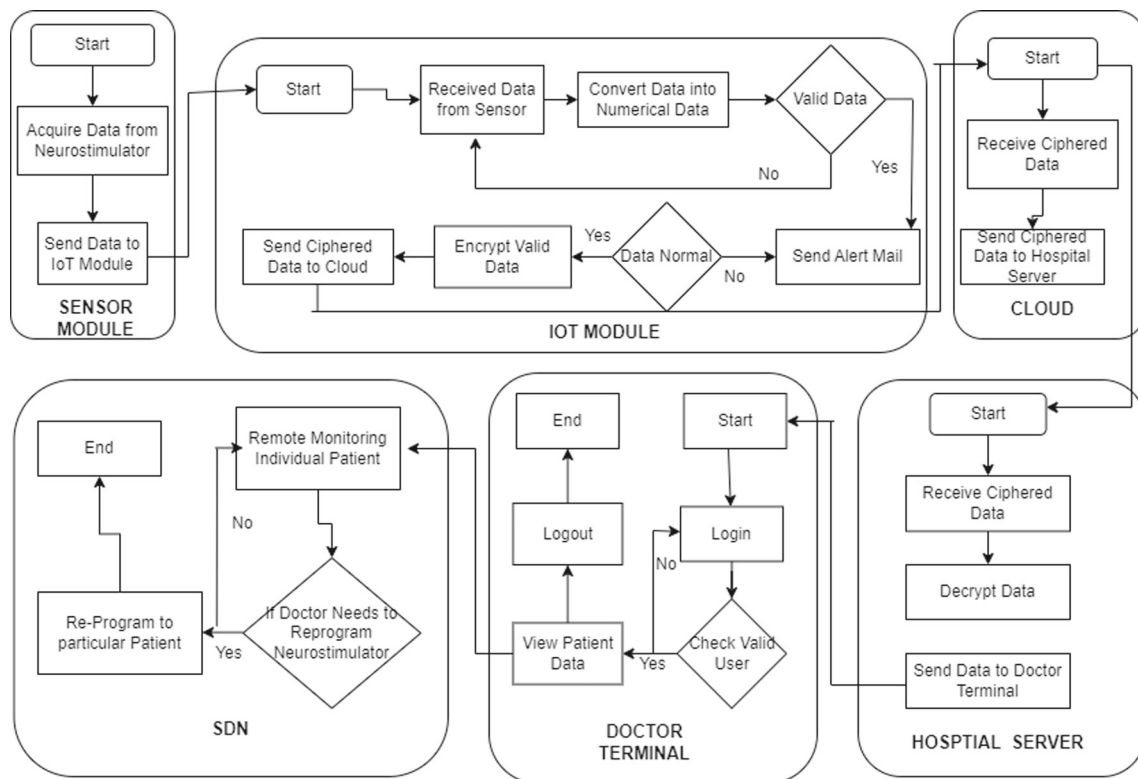 Start
Acquire Data from
Neurostimulator
Send Data to
IoT Module
SENSOR
MODULE
Start
Received Data
from Sensor
Convert Data into
Numerical Data
Valid Data
No
Yes
Send Ciphered
Data to Cloud
Encrypt Valid
Data
Yes
Data Normal
No
Send Alert Mail
IOT MODULE
Start
Receive Ciphered
Data
Send Ciphered
Data to Hospital
Server
CLOUD
End
Remote Monitoring
Individual Patient
No
Re-Program to
particular Patient
Yes
If Doctor Needs to
Reprogram
Neurostimulator
SDN
End
Start
Logout
Login
No
View Patient
Data
Yes
Check Valid
User
DOCTOR
TERMINAL
Start
Receive Ciphered
Data
Decrypt Data
Send Data to Doctor
Terminal
HOSPTIAL SERVER